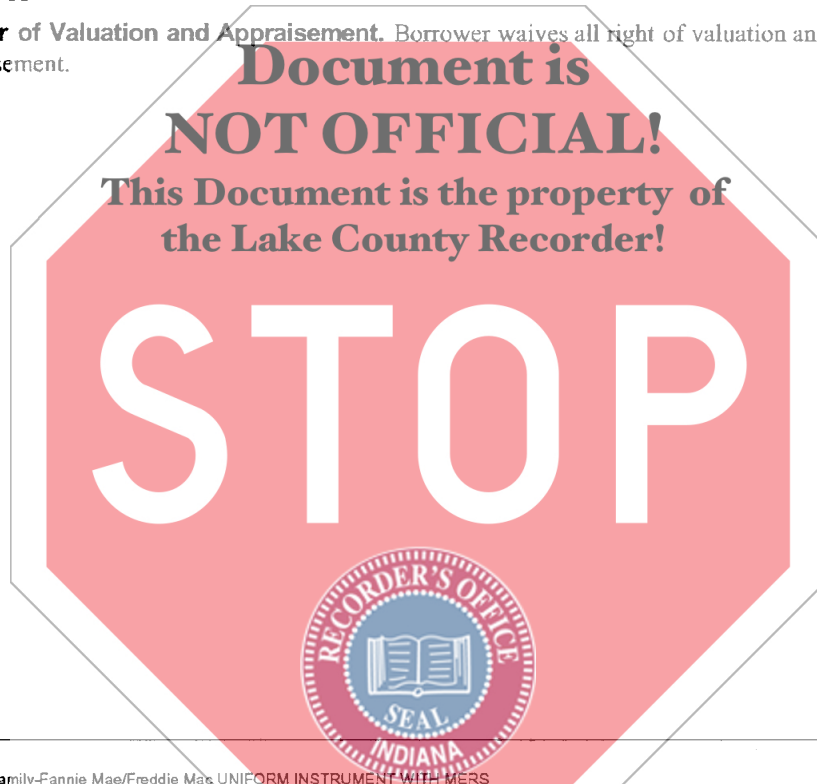 r of Valuation and Appraisement. Borrower waives all right of valuation an
sement.
Document is
NOT OFFICIAL!
This Document is the property of
the Lake County Recorder!
STOP
RECORDER'S OFFICE
SEAL
INDIANA
amily-Fannie Mae/Freddie Mac UNIFORM INSTRUMENT WITH MERS